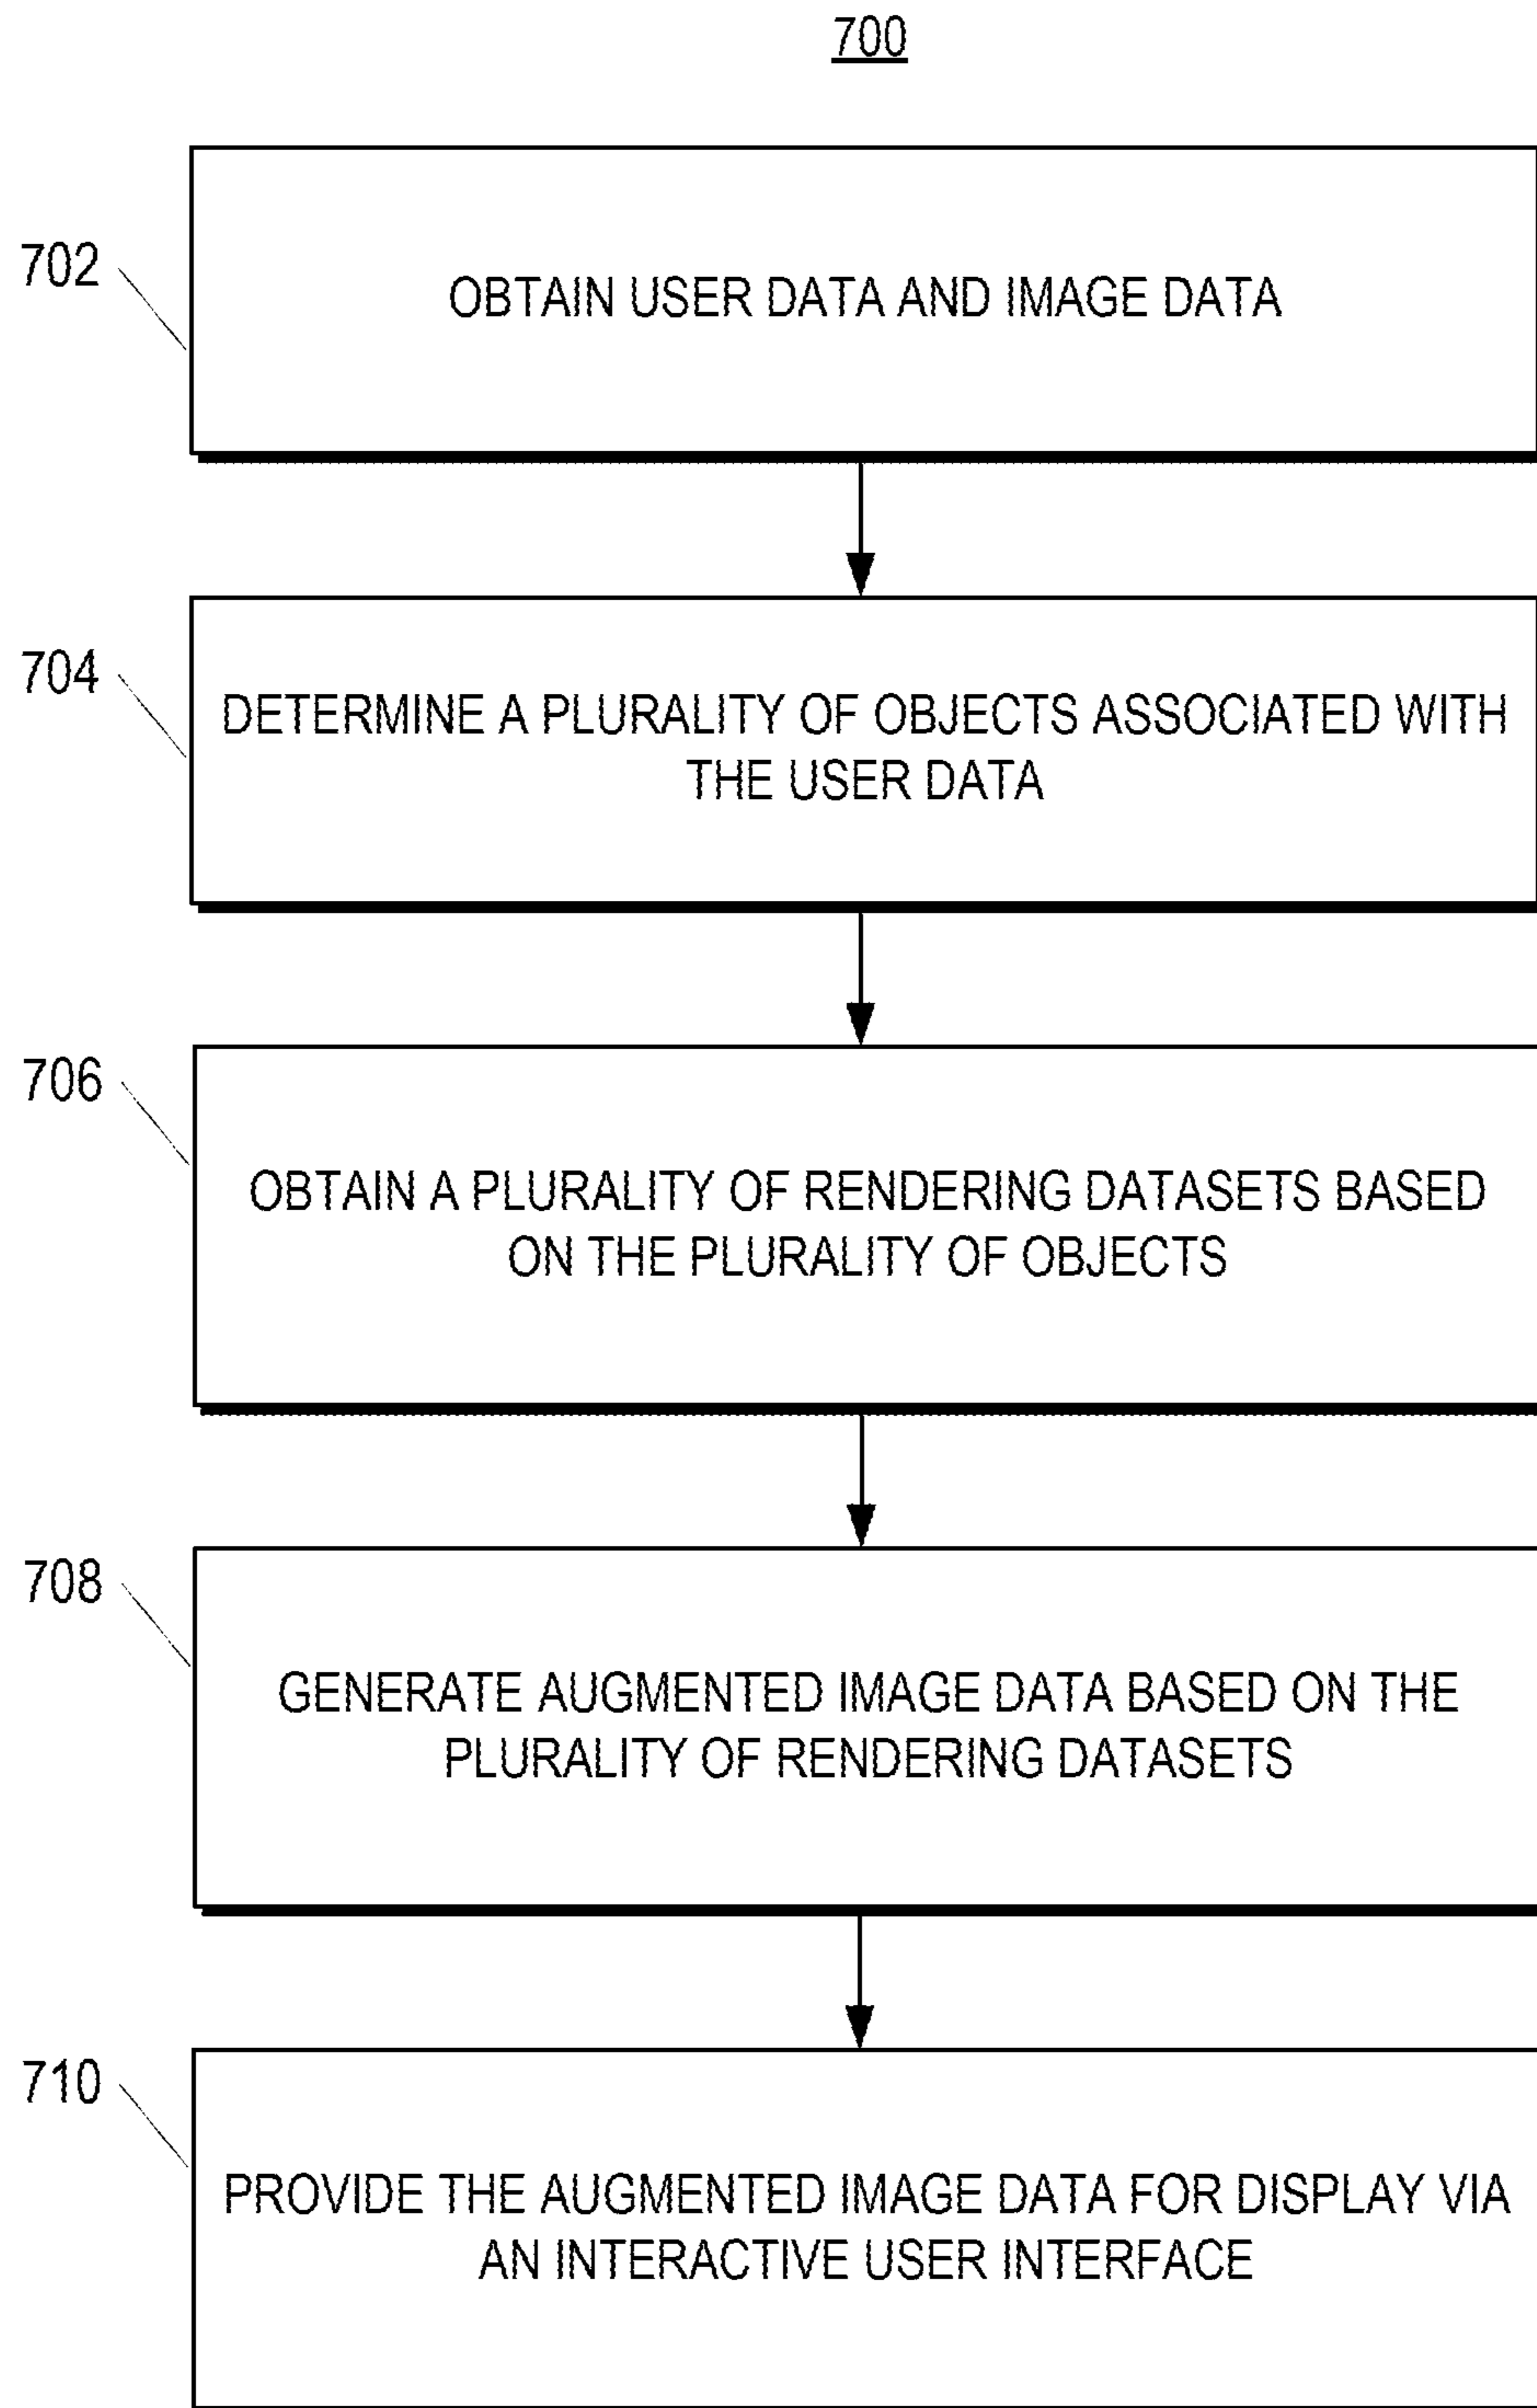 700
702
OBTAIN USER DATA AND IMAGE DATA
704
DETERMINE A PLURALITY OF OBJECTS ASSOCIATED WITH
THE USER DATA
706
OBTAIN A PLURALITY OF RENDERING DATASETS BASED
ON THE PLURALITY OF OBJECTS
708
GENERATE AUGMENTED IMAGE DATA BASED ON THE
PLURALITY OF RENDERING DATASETS
710
PROVIDE THE AUGMENTED IMAGE DATA FOR DISPLAY VIA
AN INTERACTIVE USER INTERFACE